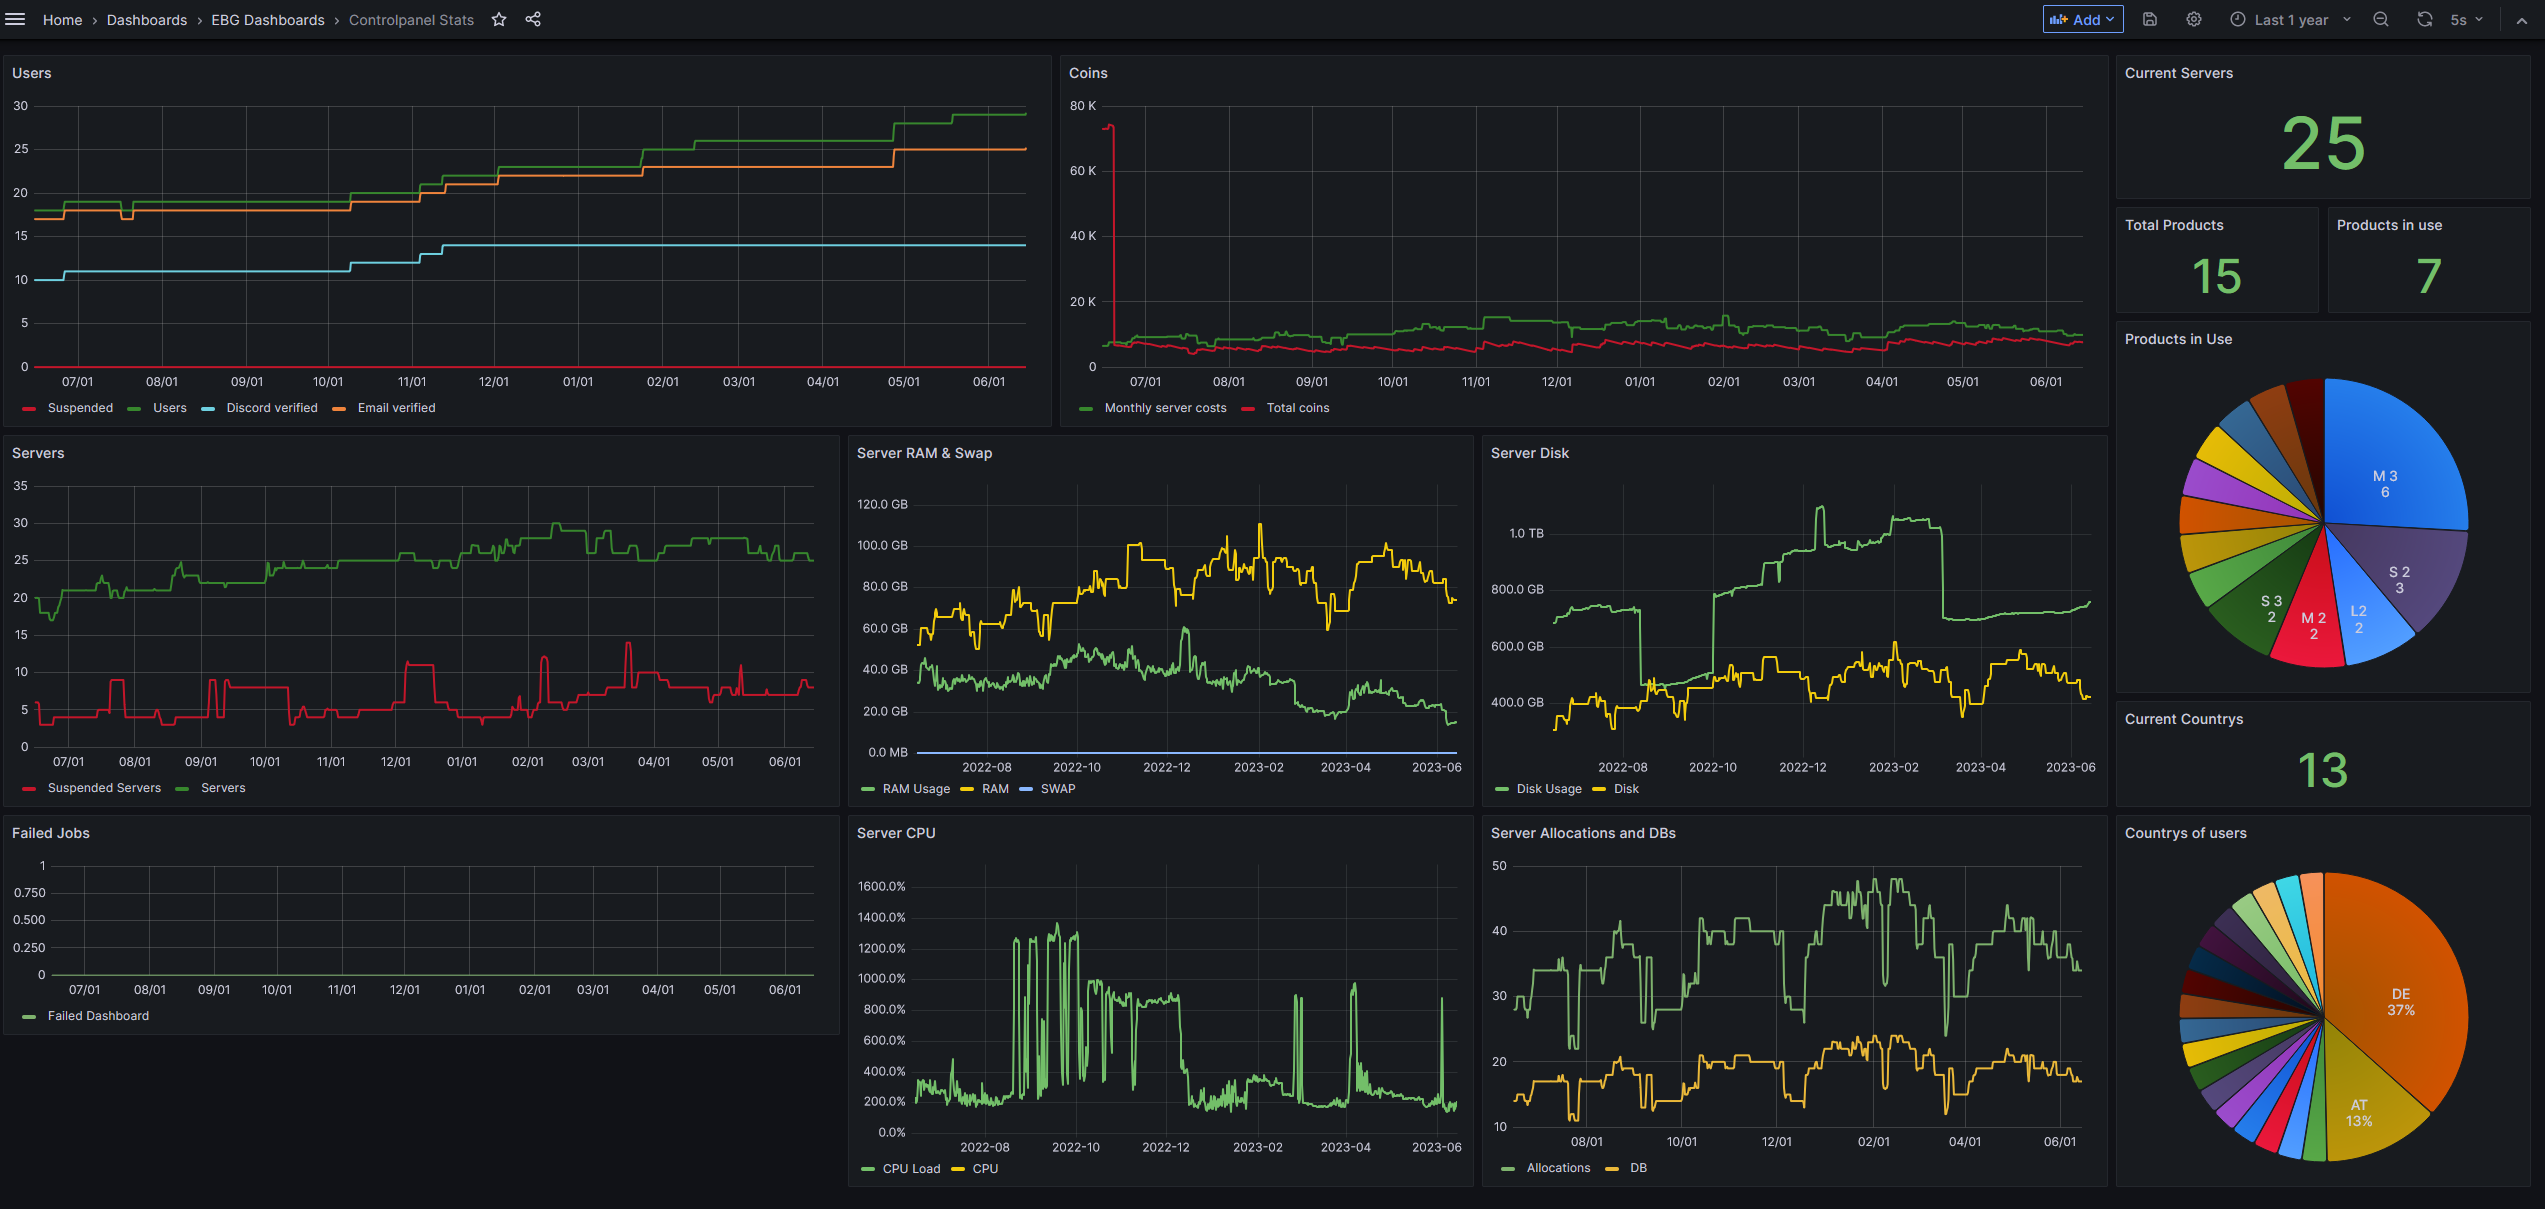 Home › Dashboards › EBG Dashboards › Controlpanel Stats
Add
Last 1 year
5s
Users
30
25
20
15
10
5
0
07/01 08/01 09/01 10/01 11/01 12/01 01/01 02/01 03/01 04/01 05/01 06/01
Suspended Users Discord verified Email verified
Coins
80 K
60 K
40 K
20 K
0
07/01 08/01 09/01 10/01 11/01 12/01 01/01 02/01 03/01 04/01 05/01 06/01
Monthly server costs Total coins
Current Servers
25
Total Products
15
Products in use
7
Products in Use
M 3
6
S 2
3
L2
2
M 2
2
S 3
2
Servers
35
30
25
20
15
10
5
0
07/01 08/01 09/01 10/01 11/01 12/01 01/01 02/01 03/01 04/01 05/01 06/01
Suspended Servers Servers
Server RAM & Swap
120.0 GB
100.0 GB
80.0 GB
60.0 GB
40.0 GB
20.0 GB
0.0 MB
2022-08 2022-10 2022-12 2023-02 2023-04 2023-06
RAM Usage RAM SWAP
Server Disk
1.0 TB
800.0 GB
600.0 GB
400.0 GB
2022-08 2022-10 2022-12 2023-02 2023-04 2023-06
Disk Usage Disk
Current Countrys
13
Failed Jobs
1
0.750
0.500
0.250
0
07/01 08/01 09/01 10/01 11/01 12/01 01/01 02/01 03/01 04/01 05/01 06/01
Failed Dashboard
Server CPU
1600.0%
1400.0%
1200.0%
1000.0%
800.0%
600.0%
400.0%
200.0%
0.0%
2022-08 2022-10 2022-12 2023-02 2023-04 2023-06
CPU Load CPU
Server Allocations and DBs
50
40
30
20
10
08/01 10/01 12/01 02/01 04/01 06/01
Allocations DB
Countrys of users
DE
37%
AT
13%